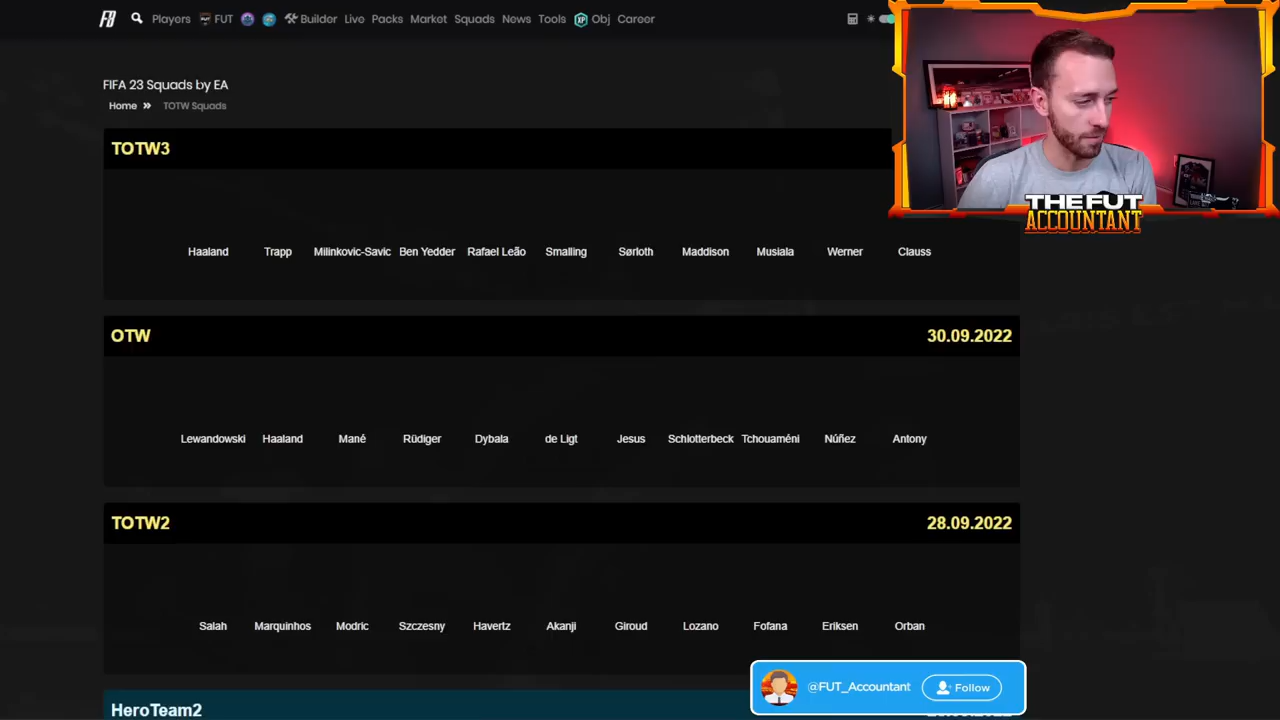 FB Players FUT Builder Live Packs Market Squads News Tools XP Obj Career
FIFA 23 Squads by EA
Home » TOTW Squads
TOTW3
Haaland Trapp Milinkovic-Savic Ben Yedder Rafael Leão Smalling Sørloth Maddison Musiala Werner Clauss
THE FUT
ACCOUNTANT
OTW 30.09.2022
Lewandowski Haaland Mané Rüdiger Dybala de Ligt Jesus Schlotterbeck Tchouaméni Núñez Antony
TOTW2 28.09.2022
Salah Marquinhos Modric Szczesny Havertz Akanji Giroud Lozano Fofana Eriksen Orban
@FUT_Accountant Follow
HeroTeam2